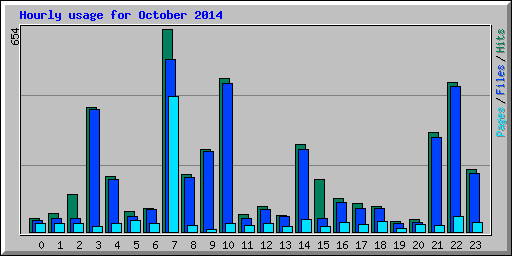 Hourly usage for October 2014
654
Pages/Files/Hits
0 1 2 3 4 5 6 7 8 9 10 11 12 13 14 15 16 17 18 19 20 21 22 23